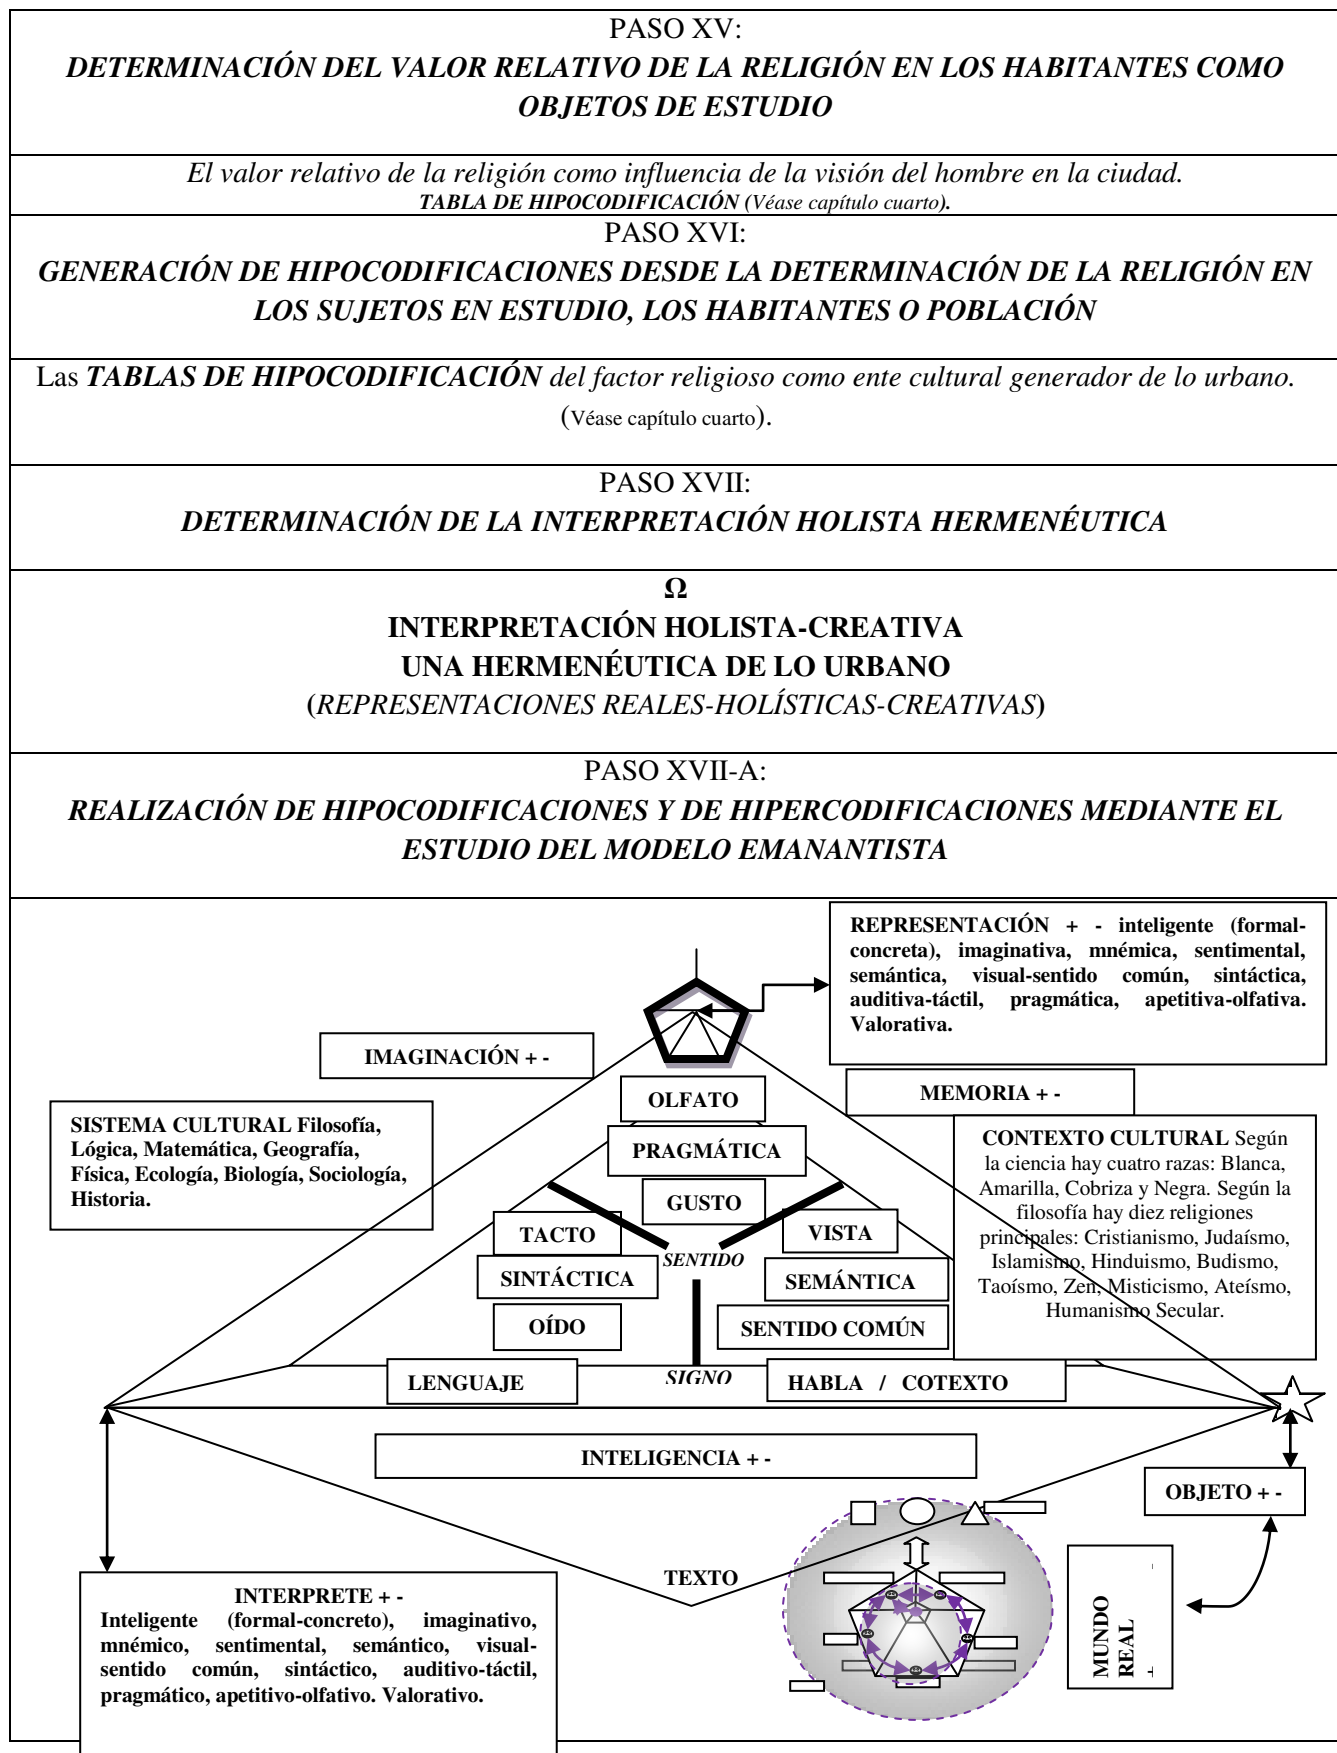 PASO XV:
DETERMINACIÓN DEL VALOR RELATIVO DE LA RELIGIÓN EN LOS HABITANTES COMO
OBJETOS DE ESTUDIO
El valor relativo de la religión como influencia de la visión del hombre en la ciudad.
TABLA DE HIPOCODIFICACIÓN (Véase capítulo cuarto).
PASO XVI:
GENERACIÓN DE HIPOCODIFICACIONES DESDE LA DETERMINACIÓN DE LA RELIGIÓN EN
LOS SUJETOS EN ESTUDIO, LOS HABITANTES O POBLACIÓN
Las TABLAS DE HIPOCODIFICACIÓN del factor religioso como ente cultural generador de lo urbano.
(Véase capítulo cuarto).
PASO XVII:
DETERMINACIÓN DE LA INTERPRETACIÓN HOLISTA HERMENÉUTICA
Ω
INTERPRETACIÓN HOLISTA-CREATIVA
UNA HERMENÉUTICA DE LO URBANO
(REPRESENTACIONES REALES-HOLÍSTICAS-CREATIVAS)
PASO XVII-A:
REALIZACIÓN DE HIPOCODIFICACIONES Y DE HIPERCODIFICACIONES MEDIANTE EL
ESTUDIO DEL MODELO EMANANTISTA
REPRESENTACIÓN + - inteligente (formal-
concreta), imaginativa, mnémica, sentimental,
semántica, visual-sentido común, sintáctica,
auditiva-táctil, pragmática, apetitiva-olfativa.
Valorativa.
IMAGINACIÓN + -
MEMORIA + -
OLFATO
SISTEMA CULTURAL Filosofía,
Lógica, Matemática, Geografía,
Física, Ecología, Biología, Sociología,
Historia.
CONTEXTO CULTURAL Según
la ciencia hay cuatro razas: Blanca,
Amarilla, Cobriza y Negra. Según la
filosofía hay diez religiones
principales: Cristianismo, Judaísmo,
Islamismo, Hinduismo, Budismo,
Taoísmo, Zen, Misticismo, Ateísmo,
Humanismo Secular.
PRAGMÁTICA
GUSTO
TACTO
VISTA
SENTIDO
SINTÁCTICA
SEMÁNTICA
OÍDO
SENTIDO COMÚN
LENGUAJE
SIGNO
HABLA / COTEXTO
INTELIGENCIA + -
OBJETO + -
TEXTO
MUNDO
REAL
+ -
INTERPRETE + -
Inteligente (formal-concreto), imaginativo,
mnémico, sentimental, semántico, visual-
sentido común, sintáctico, auditivo-táctil,
pragmático, apetitivo-olfativo. Valorativo.